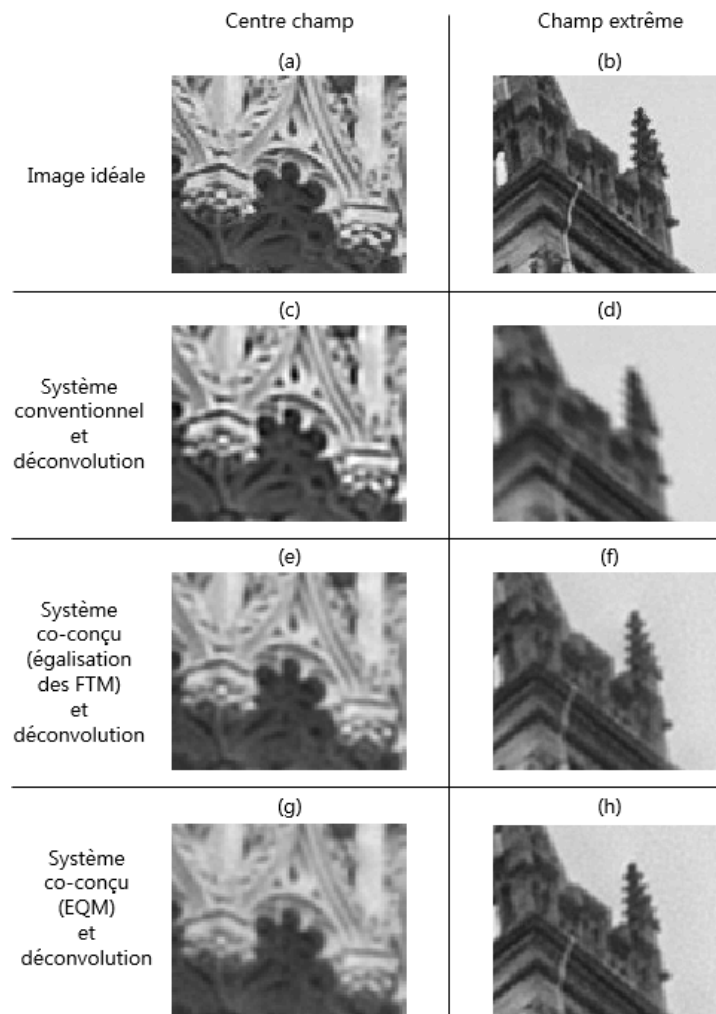 Centre champ
Champ extrême
(a)
(b)
Image idéale
(c)
(d)
Système
conventionnel
et
déconvolution
(e)
(f)
Système
co-conçu
(égalisation
des FTM)
et
déconvolution
(g)
(h)
Système
co-conçu
(EQM)
et
déconvolution